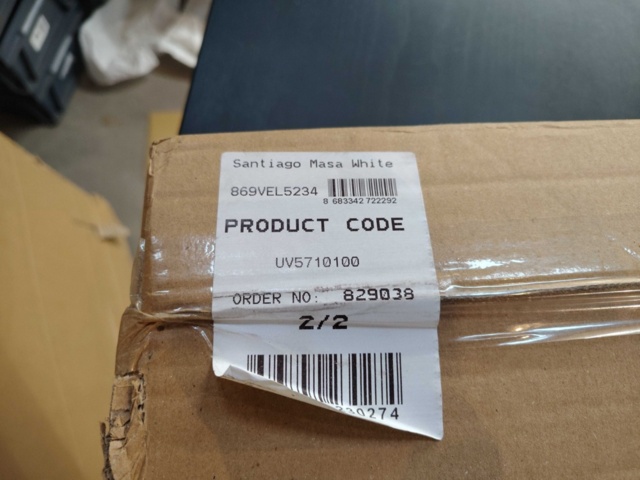 Santiago Masa White
869VEL5234
8 683342 722292
PRODUCT CODE
UV5710100
ORDER NO: 829038
2/2